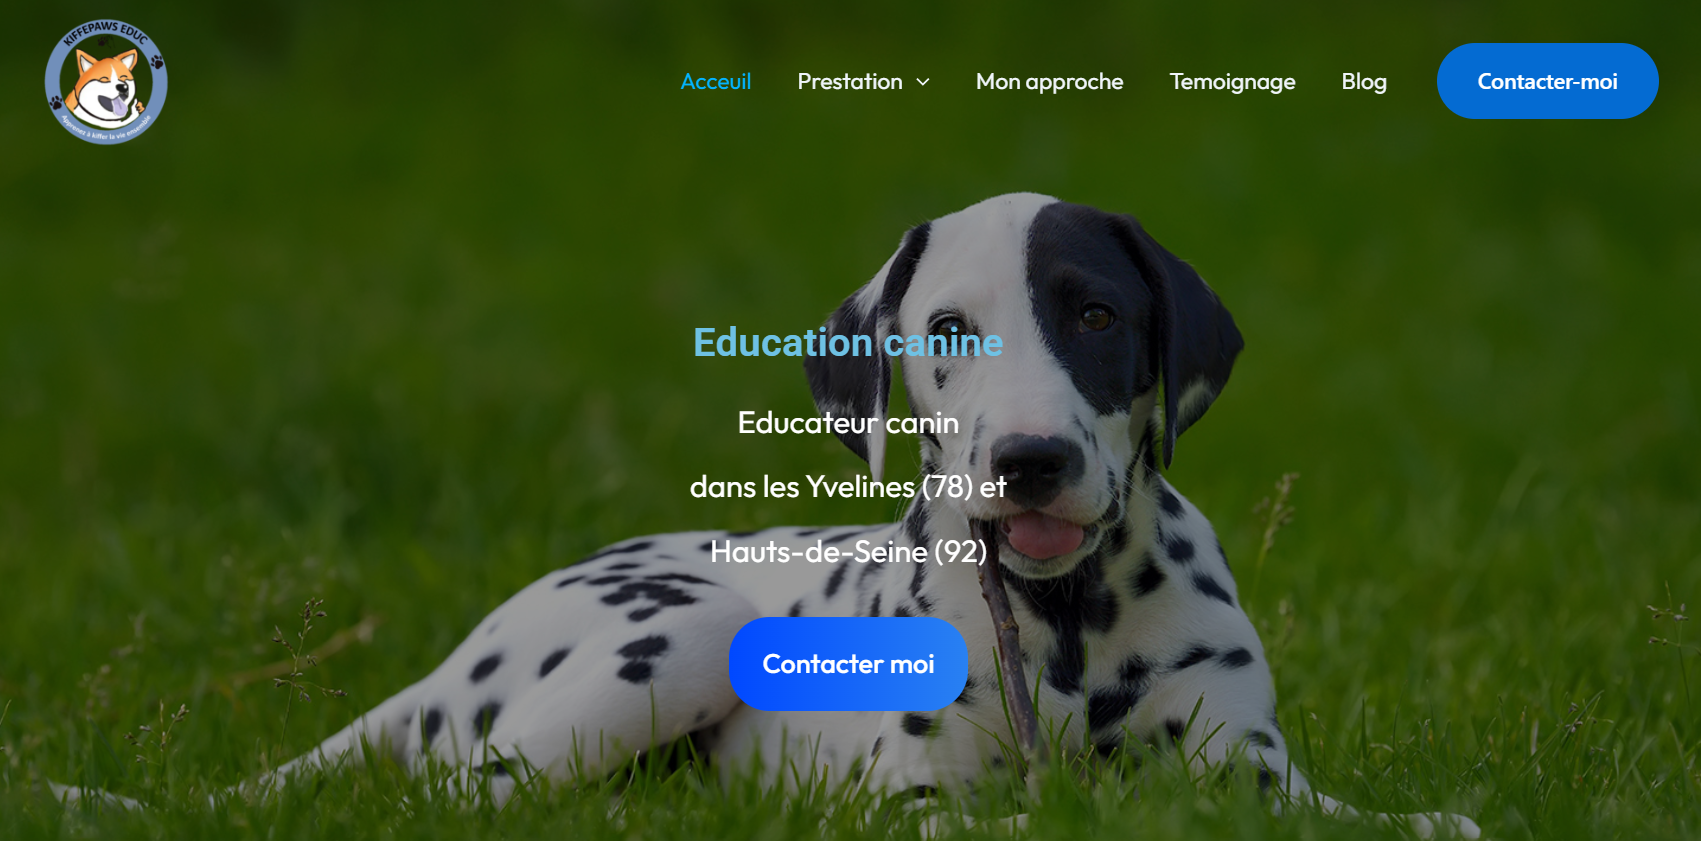 KIFFEPAWS EDUC
Apprenez à kiffer la vie ensemble
Acceuil
Prestation
Mon approche
Temoignage
Blog
Contacter-moi
Education canine
Educateur canin
dans les Yvelines (78) et
Hauts-de-Seine (92)
Contacter moi